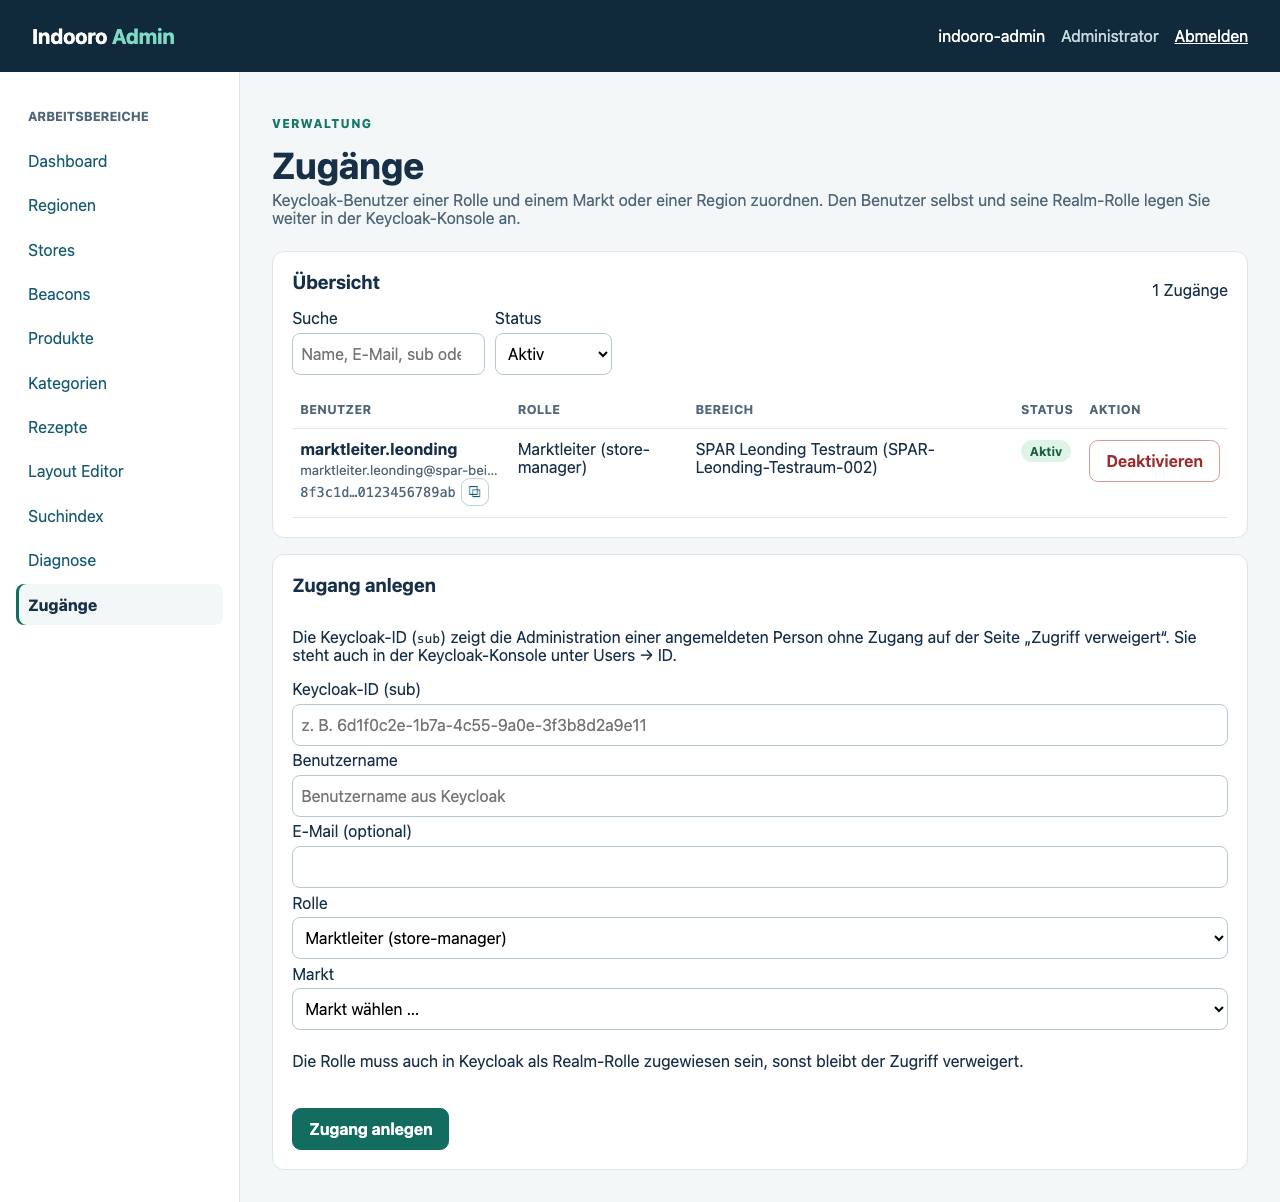 Indooro Admin
indooro-admin Administrator Abmelden
ARBEITSBEREICHE
Dashboard
Regionen
Stores
Beacons
Produkte
Kategorien
Rezepte
Layout Editor
Suchindex
Diagnose
Zugänge
VERWALTUNG
Zugänge
Keycloak-Benutzer einer Rolle und einem Markt oder einer Region zuordnen. Den Benutzer selbst und seine Realm-Rolle legen Sie
weiter in der Keycloak-Konsole an.
Übersicht
1 Zugänge
Suche
Status
Name, E-Mail, sub ode
Aktiv
BENUTZER ROLLE BEREICH STATUS AKTION
marktleiter.leonding
marktleiter.leonding@spar-bei...
8f3c1d…0123456789ab
Marktleiter (store-
manager)
SPAR Leonding Testraum (SPAR-
Leonding-Testraum-002)
Aktiv
Deaktivieren
Zugang anlegen
Die Keycloak-ID (sub) zeigt die Administration einer angemeldeten Person ohne Zugang auf der Seite „Zugriff verweigert“. Sie
steht auch in der Keycloak-Konsole unter Users → ID.
Keycloak-ID (sub)
z. B. 6d1f0c2e-1b7a-4c55-9a0e-3f3b8d2a9e11
Benutzername
Benutzername aus Keycloak
E-Mail (optional)
Rolle
Marktleiter (store-manager)
Markt
Markt wählen ...
Die Rolle muss auch in Keycloak als Realm-Rolle zugewiesen sein, sonst bleibt der Zugriff verweigert.
Zugang anlegen